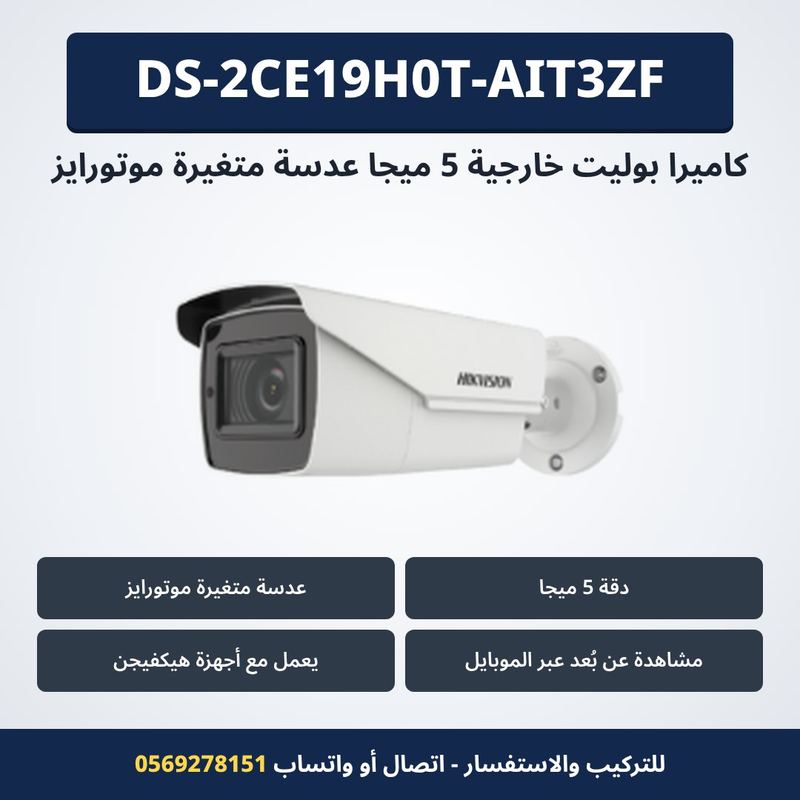 DS-2CE19H0T-AIT3ZF
كاميرا بوليت خارجية 5 ميجا عدسة متغيرة موتورايز
HIKVISION
دقة 5 ميجا
عدسة متغيرة موتورايز
مشاهدة عن بُعد عبر الموبايل
يعمل مع أجهزة هيكفيجن
للتركيب والاستفسار - اتصال أو واتساب 0569278151